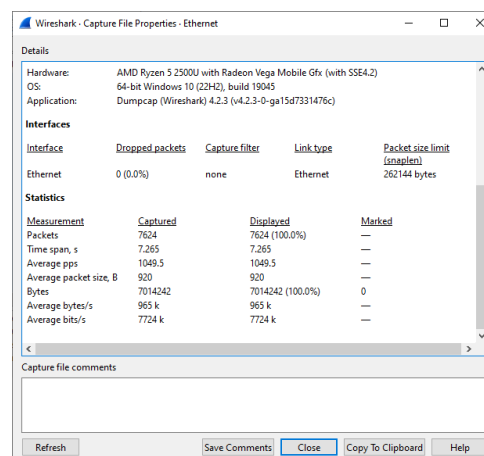 Wireshark · Capture File Properties · Ethernet
Details
Hardware: AMD Ryzen 5 2500U with Radeon Vega Mobile Gfx (with SSE4.2)
OS: 64-bit Windows 10 (22H2), build 19045
Application: Dumpcap (Wireshark) 4.2.3 (v4.2.3-0-ga15d7331476c)
Interfaces
Interface Dropped packets Capture filter Link type Packet size limit
(snaplen)
Ethernet 0 (0.0%) none Ethernet 262144 bytes
Statistics
Measurement Captured Displayed Marked
Packets 7624 7624 (100.0%) —
Time span, s 7.265 7.265 —
Average pps 1049.5 1049.5 —
Average packet size, B 920 920 —
Bytes 7014242 7014242 (100.0%) 0
Average bytes/s 965 k 965 k —
Average bits/s 7724 k 7724 k —
Capture file comments
Refresh Save Comments Close Copy To Clipboard Help